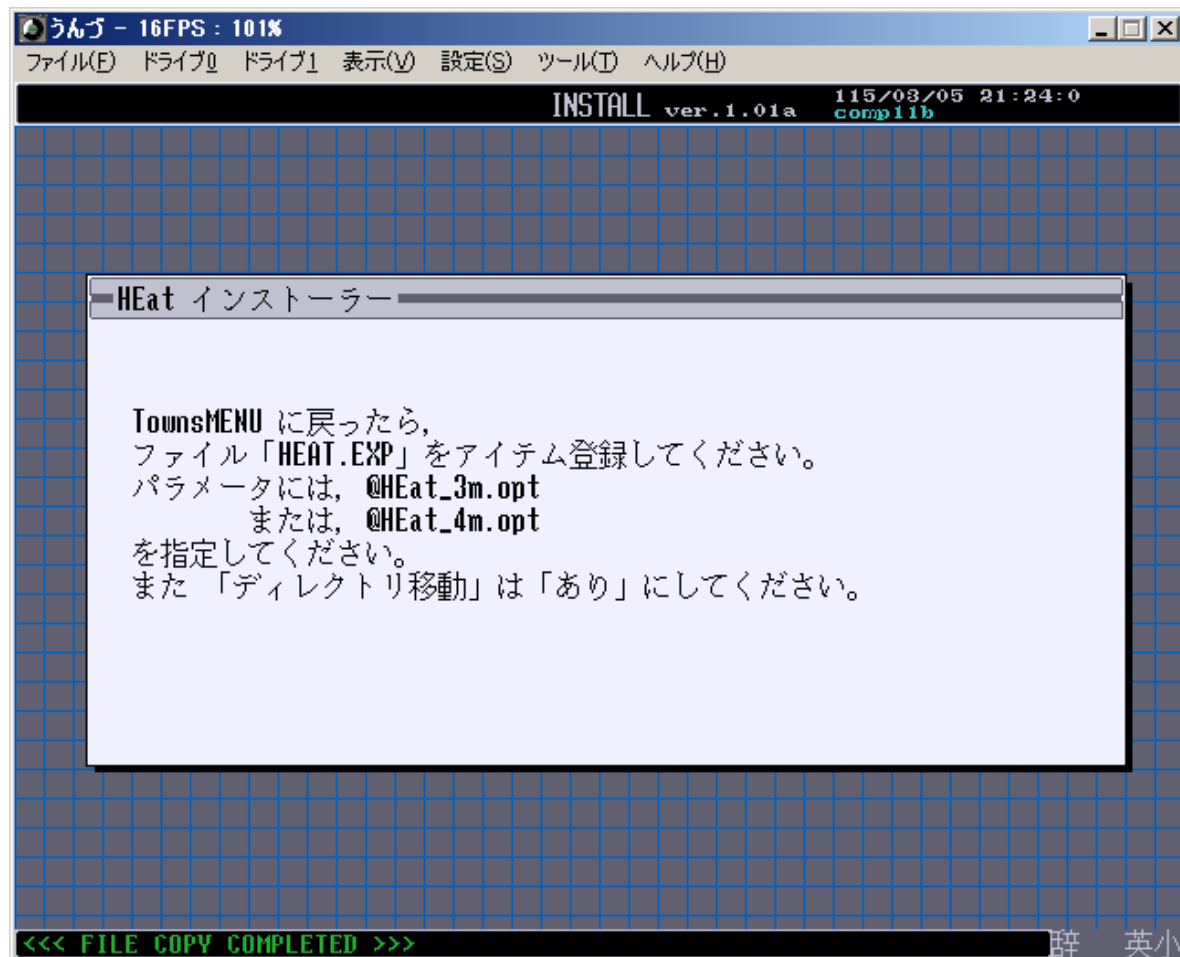 うんづ - 16FPS : 101%
ファイル(F) ドライブ0 ドライブ1 表示(V) 設定(S) ツール(T) ヘルプ(H)
INSTALL ver.1.01a 115/03/05 21:24:0
comp11b
HEat インストーラー
TownsMENU に戻ったら,
ファイル「HEAT.EXP」をアイテム登録してください。
パラメータには, @HEat_3m.opt
または, @HEat_4m.opt
を指定してください。
また 「ディレクトリ移動」は「あり」にしてください。
<<< FILE COPY COMPLETED >>> 辞 英小